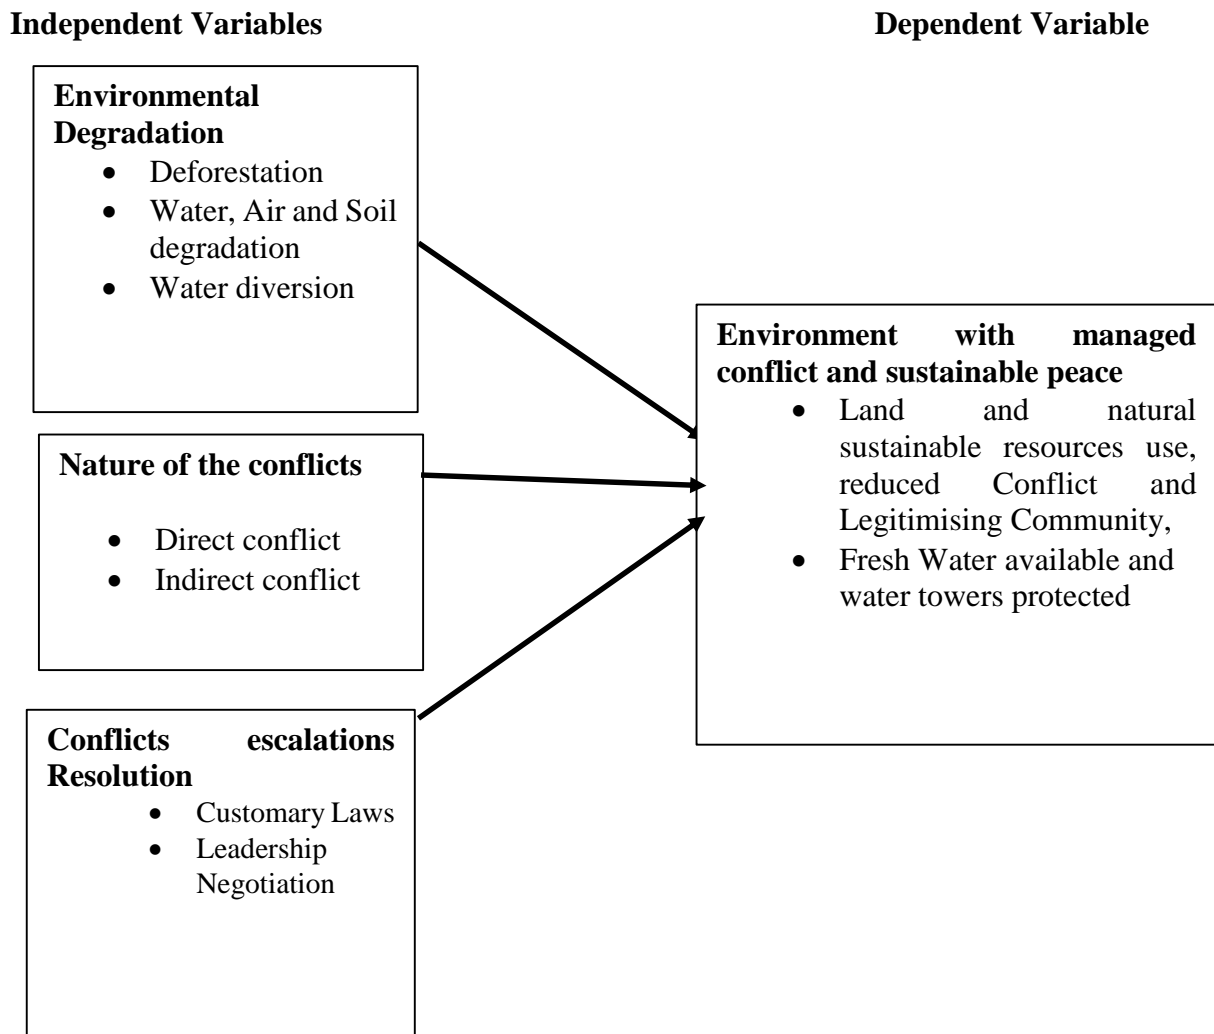 Independent Variables
Dependent Variable
Environmental
Degradation
• Deforestation
• Water, Air and Soil
degradation
• Water diversion
Nature of the conflicts
• Direct conflict
• Indirect conflict
Conflicts escalations
Resolution
• Customary Laws
• Leadership
Negotiation
Environment with managed
conflict and sustainable peace
• Land and natural
sustainable resources use,
reduced Conflict and
Legitimising Community,
• Fresh Water available and
water towers protected